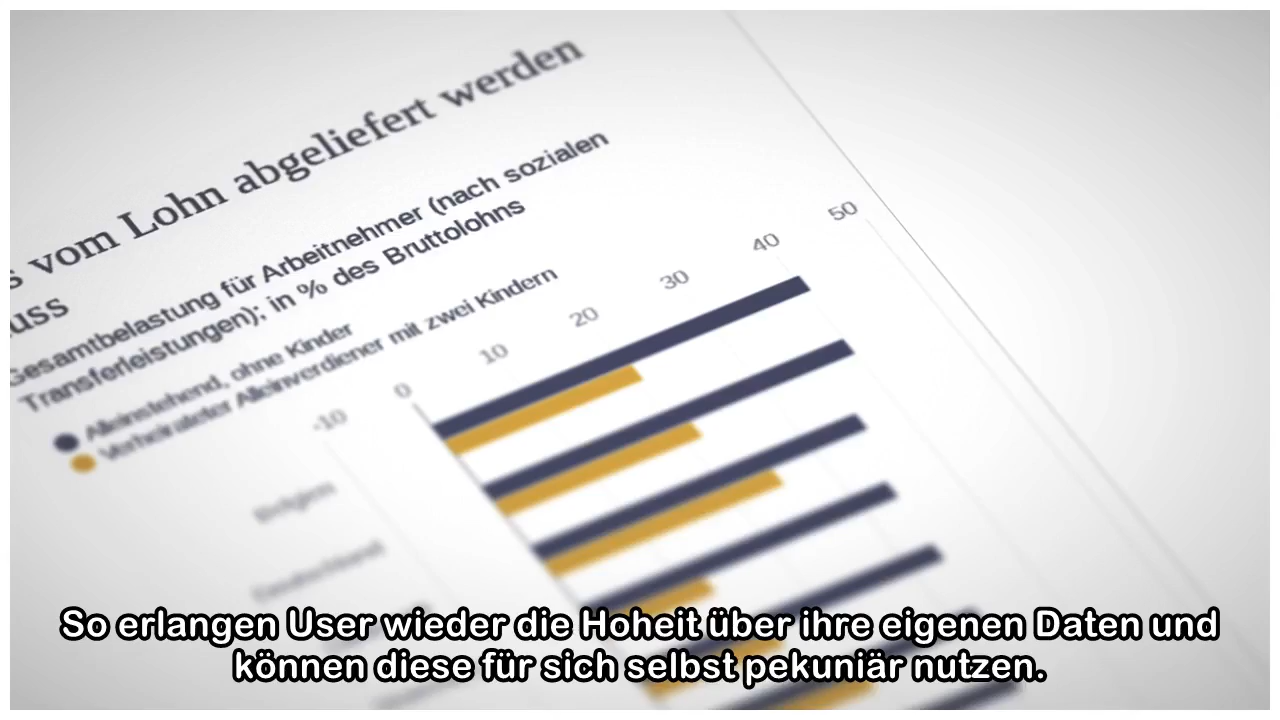 s vom Lohn abgeliefert werden
uss
Gesamtbelastung für Arbeitnehmer (nach sozialen
Transferleistungen); in % des Bruttolohns
Alleinstehend, ohne Kinder
Verheirateter Alleinverdiener mit zwei Kindern
-10 0 10 20 30 40 50
Belgien
Deutschland
So erlangen User wieder die Hoheit über ihre eigenen Daten und
können diese für sich selbst pekuniär nutzen.